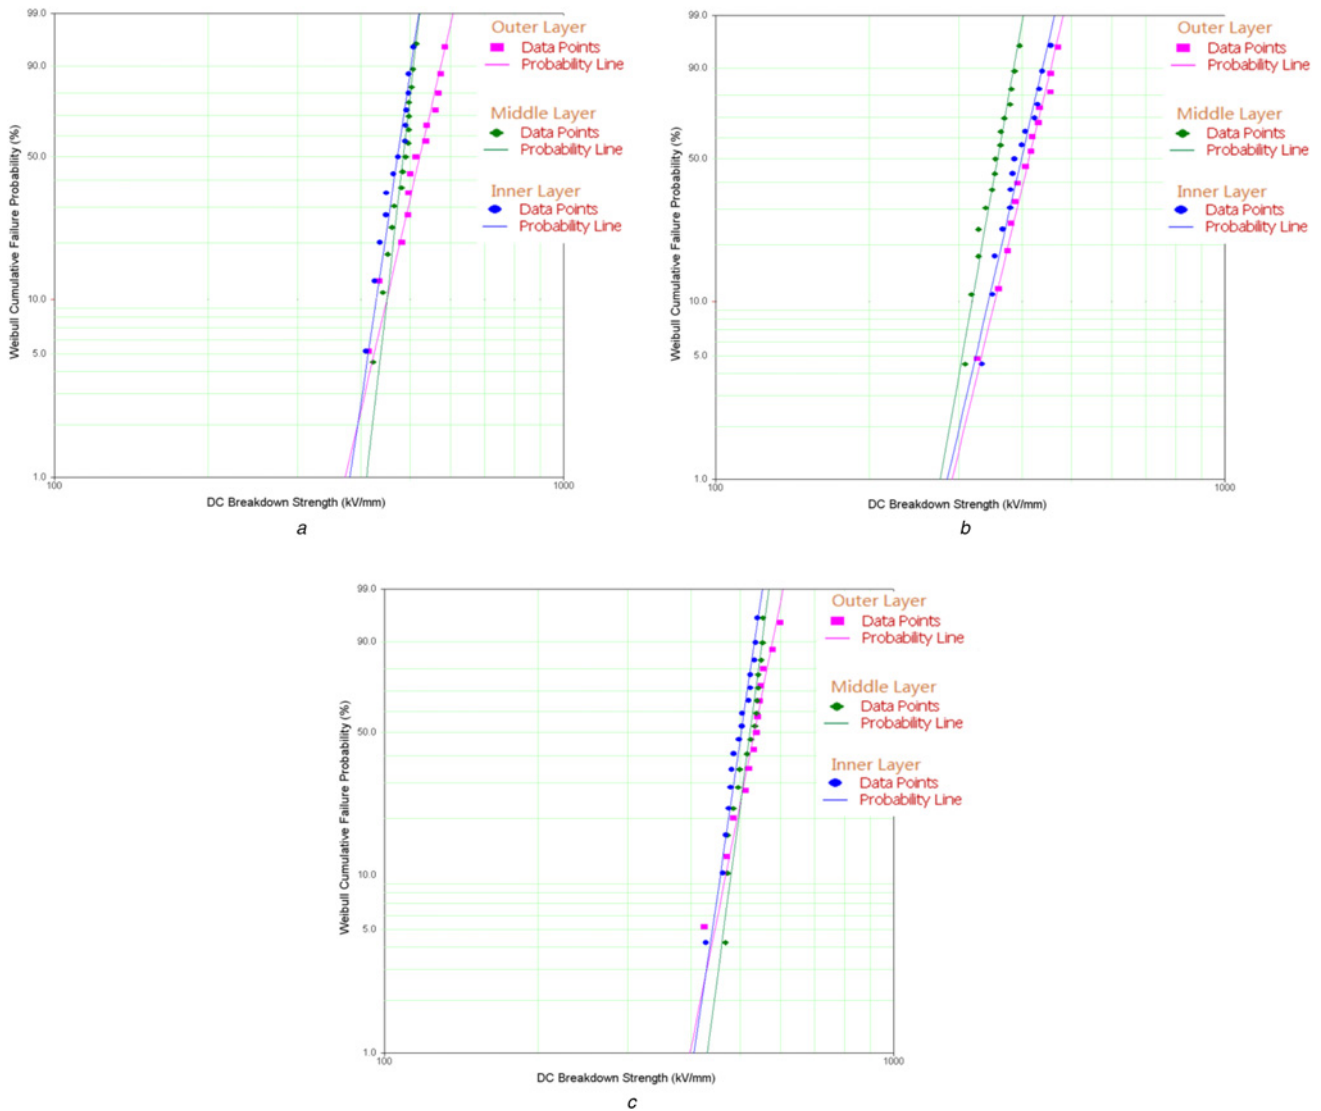 99.0
90.0
50.0
10.0
5.0
1.0
Weibull Cumulative Failure Probability (%)
100
1000
DC Breakdown Strength (kV/mm)
Outer Layer
Data Points
Probability Line
Middle Layer
Data Points
Probability Line
Inner Layer
Data Points
Probability Line
a
99.0
90.0
50.0
10.0
5.0
1.0
Weibull Cumulative Failure Probability (%)
100
1000
DC Breakdown Strength (kV/mm)
Outer Layer
Data Points
Probability Line
Middle Layer
Data Points
Probability Line
Inner Layer
Data Points
Probability Line
b
99.0
90.0
50.0
10.0
5.0
1.0
Weibull Cumulative Failure Probability (%)
100
1000
DC Breakdown Strength (kV/mm)
Outer Layer
Data Points
Probability Line
Middle Layer
Data Points
Probability Line
Inner Layer
Data Points
Probability Line
c